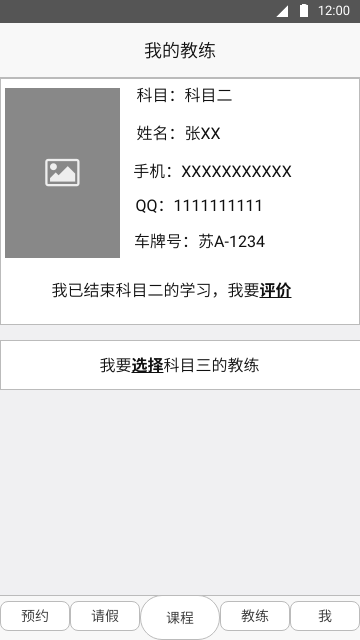 12:00
我的教练
科目：科目二
姓名：张XX
手机：XXXXXXXXXXX
QQ：1111111111
车牌号：苏A-1234
我已结束科目二的学习，我要评价
我要选择科目三的教练
预约 请假 课程 教练 我